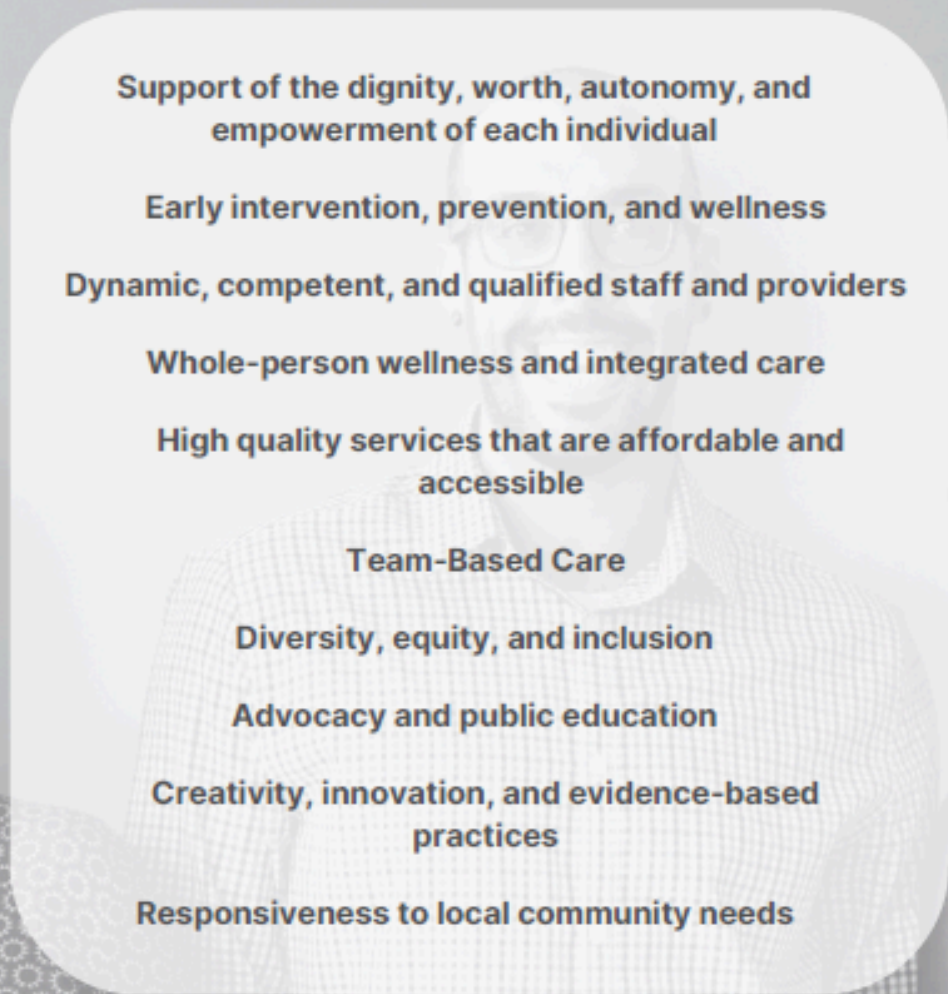 Support of the dignity, worth, autonomy, and
empowerment of each individual
Early intervention, prevention, and wellness
Dynamic, competent, and qualified staff and providers
Whole-person wellness and integrated care
High quality services that are affordable and
accessible
Team-Based Care
Diversity, equity, and inclusion
Advocacy and public education
Creativity, innovation, and evidence-based
practices
Responsiveness to local community needs